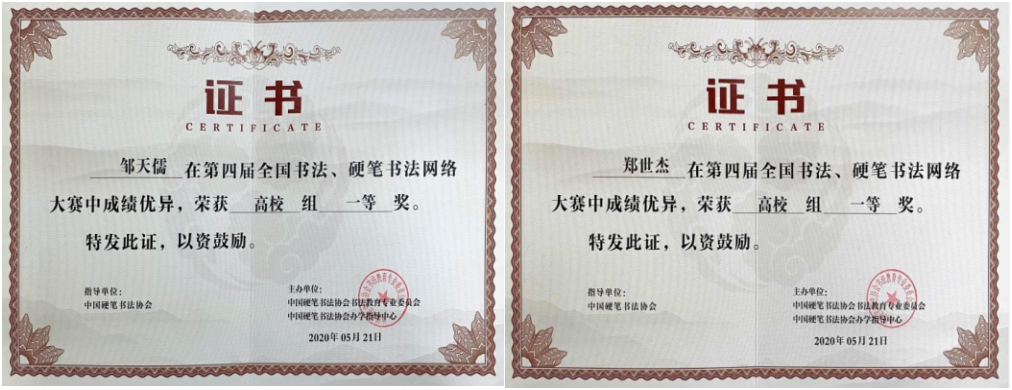 证书
CERTIFICATE
邹天儒 在第四届全国书法、硬笔书法网络
大赛中成绩优异，荣获 高校 组 一等 奖。
特发此证，以资鼓励。
指导单位：
中国硬笔书法协会
主办单位：
中国硬笔书法协会书法教育专业委员会
中国硬笔书法协会办学指导中心
2020年05月21日
证书
CERTIFICATE
郑世杰 在第四届全国书法、硬笔书法网络
大赛中成绩优异，荣获 高校 组 一等 奖。
特发此证，以资鼓励。
指导单位：
中国硬笔书法协会
主办单位：
中国硬笔书法协会书法教育专业委员会
中国硬笔书法协会办学指导中心
2020年05月21日